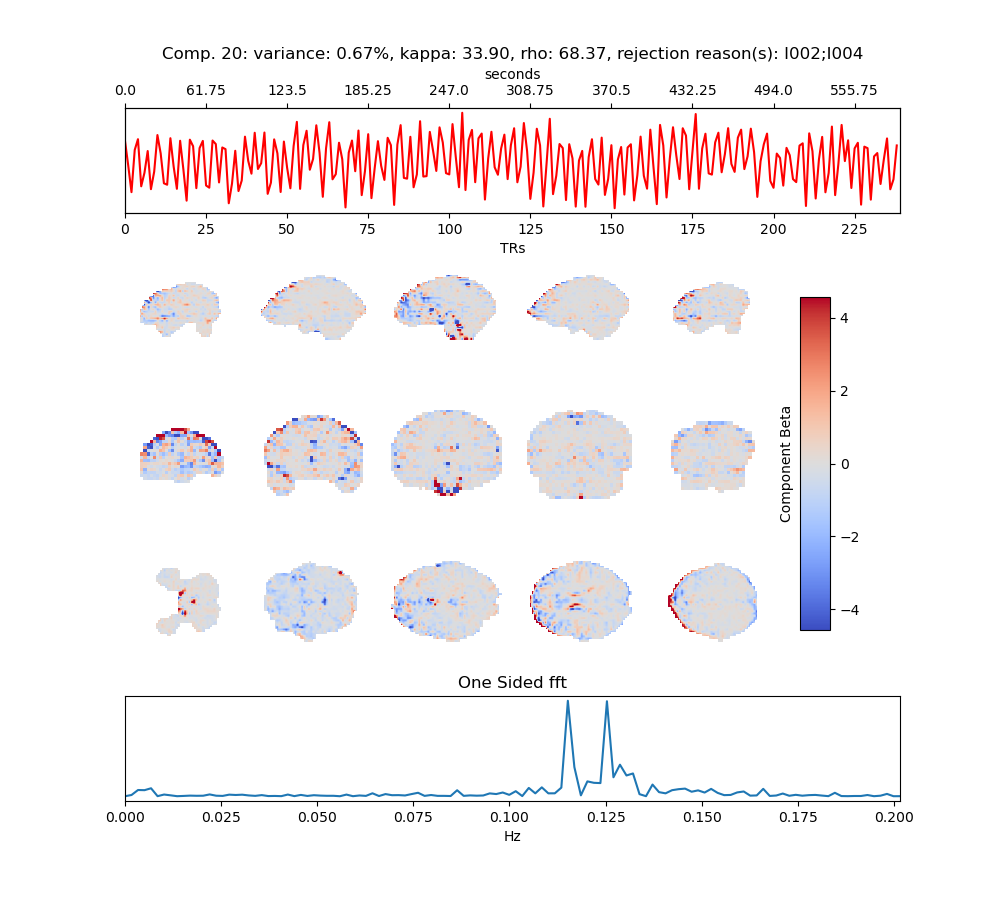 Comp. 20: variance: 0.67%, kappa: 33.90, rho: 68.37, rejection reason(s): I002;I004
seconds
0.0 61.75 123.5 185.25 247.0 308.75 370.5 432.25 494.0 555.75
0 25 50 75 100 125 150 175 200 225
TRs
4
2
0
−2
−4
Component Beta
One Sided fft
0.000 0.025 0.050 0.075 0.100 0.125 0.150 0.175 0.200
Hz